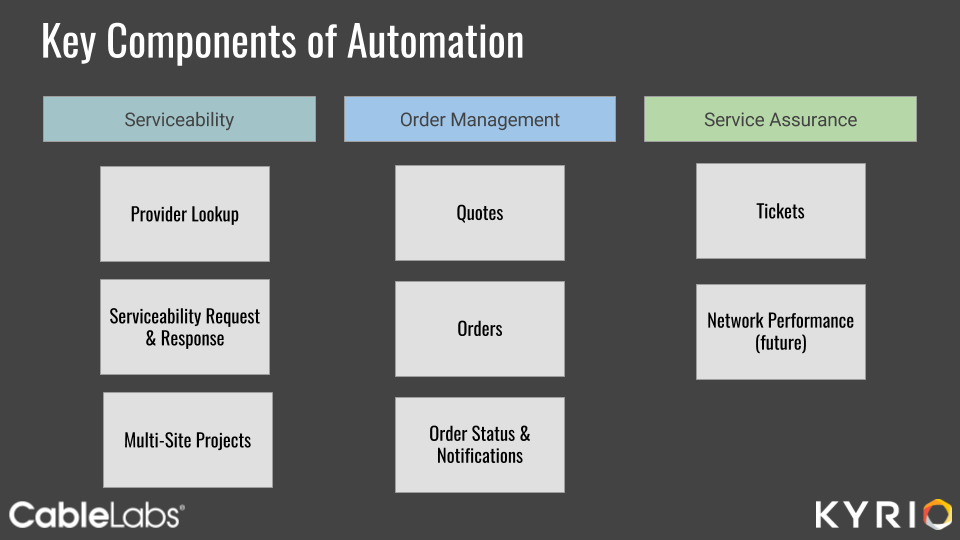 Key Components of Automation
Serviceability
Order Management
Service Assurance
Provider Lookup
Quotes
Tickets
Serviceability Request
& Response
Orders
Network Performance
(future)
Multi-Site Projects
Order Status &
Notifications
CableLabs®
KYRIO